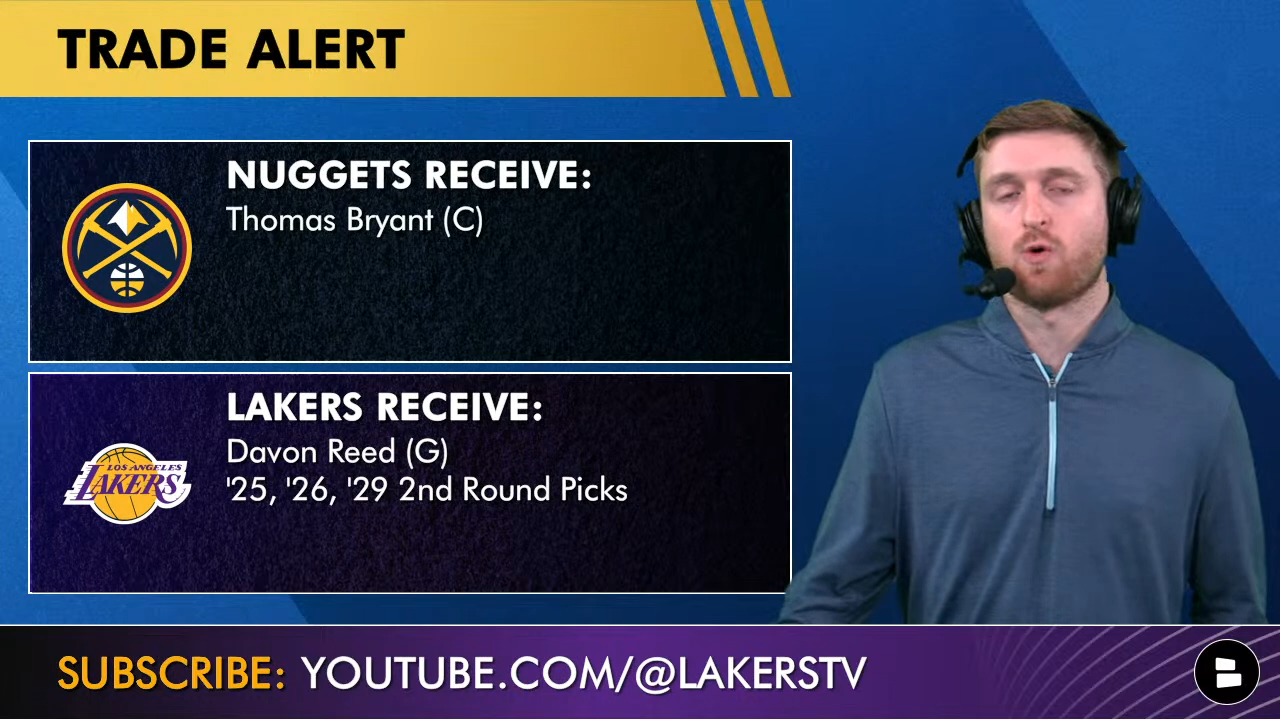 TRADE ALERT
NUGGETS RECEIVE:
Thomas Bryant (C)
LAKERS RECEIVE:
Davon Reed (G)
'25, '26, '29 2nd Round Picks
LOS ANGELES
LAKERS
SUBSCRIBE: YOUTUBE.COM/@LAKERSTV